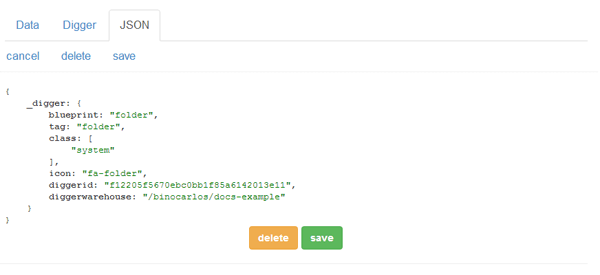 Data Digger JSON
cancel delete save
{
_digger: {
blueprint: "folder",
tag: "folder",
class: [
"system"
],
icon: "fa-folder",
diggerid: "f12205f5670ebc0bb1f85a6142013e11",
diggerwarehouse: "/binocarlos/docs-example"
}
}
delete save